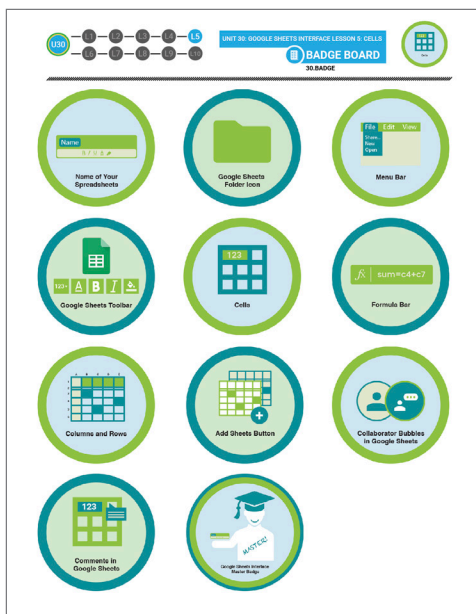 U30
L1
L2
L3
L4
L5
L6
L7
L8
L9
L10
UNIT 30: GOOGLE SHEETS INTERFACE LESSON 5: CELLS
BADGE BOARD
30.BADGE
Name
B I U S
Name of Your
Spreadsheets
Google Sheets
Folder Icon
File Edit View
Share
New
Open
Menu Bar
123 A B I
Google Sheets Toolbar
123
Cells
fx sum=c4+c7
Formula Bar
Columns and Rows
Add Sheets Button
Collaborator Bubbles
in Google Sheets
123
Comments in
Google Sheets
MASTER!
Google Sheets Interface
Master Badge